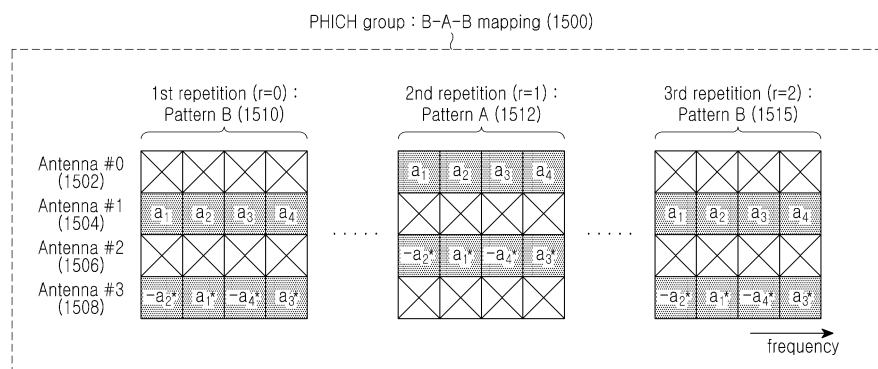 PHICH group : B-A-B mapping (1500)
1st repetition (r=0) :
Pattern B (1510)
2nd repetition (r=1) :
Pattern A (1512)
3rd repetition (r=2) :
Pattern B (1515)
Antenna #0
(1502)
a₁ a₂ a₃ a₄
Antenna #1
(1504)
a₁ a₂ a₃ a₄ a₁ a₂ a₃ a₄
Antenna #2
(1506)
..... -a₂* a₁* -a₄* a₃* .....
Antenna #3
(1508)
-a₂* a₁* -a₄* a₃* -a₂* a₁* -a₄* a₃*
frequency